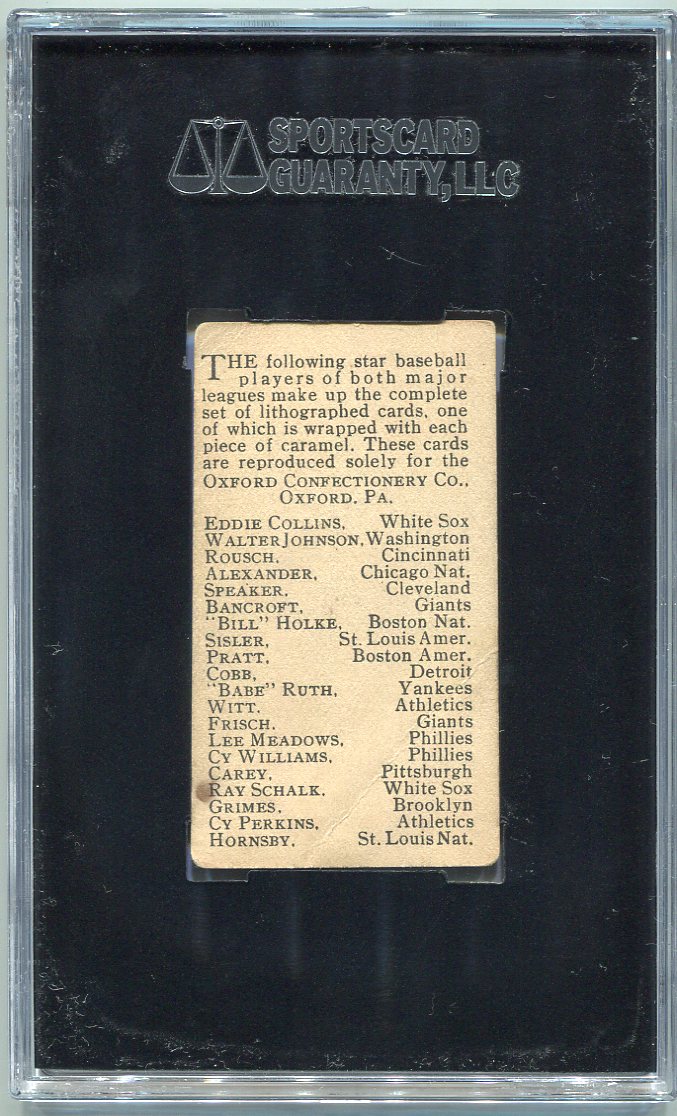 SPORTSCARD
GUARANTY, LLC
THE following star baseball
players of both major
leagues make up the complete
set of lithographed cards, one
of which is wrapped with each
piece of caramel. These cards
are reproduced solely for the
OXFORD CONFECTIONERY CO.,
OXFORD. PA.
EDDIE COLLINS, White Sox
WALTER JOHNSON, Washington
ROUSCH, Cincinnati
ALEXANDER, Chicago Nat.
SPEAKER, Cleveland
BANCROFT, Giants
"BILL" HOLKE, Boston Nat.
SISLER, St. Louis Amer.
PRATT, Boston Amer.
COBB, Detroit
"BABE" RUTH, Yankees
WITT, Athletics
FRISCH, Giants
LEE MEADOWS, Phillies
CY WILLIAMS, Phillies
CAREY, Pittsburgh
RAY SCHALK, White Sox
GRIMES, Brooklyn
CY PERKINS, Athletics
HORNSBY, St. Louis Nat.